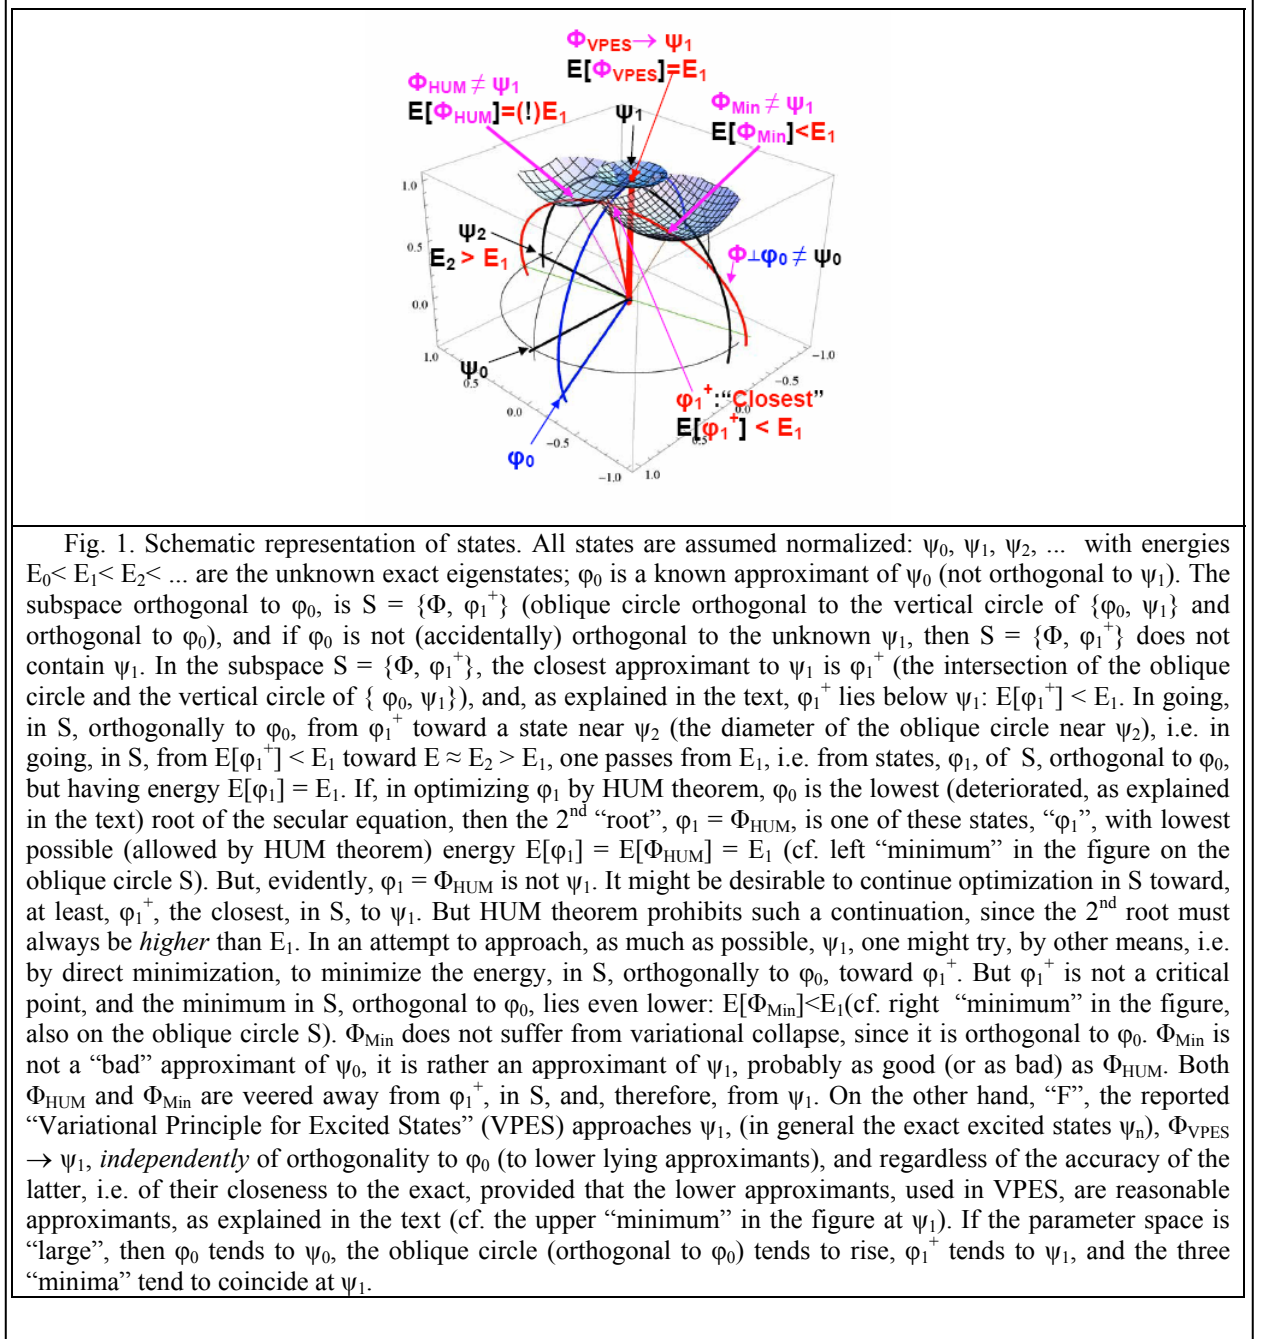 ΦVPES→ ψ1
E[ΦVPES]=E1
ΦHUM ≠ ψ1
E[ΦHUM]=(!)E1
ψ1
ΦMin ≠ ψ1
E[ΦMin]<E1
1.0
0.5
0.0
ψ2
E2 > E1
Φ⊥φ0 ≠ ψ0
1.0
ψ0
0.5
0.0
-0.5
-1.0
φ0
φ1+:“Closest”
E[φ1+] < E1
-1.0
-0.5
0.0
0.5
1.0
Fig. 1. Schematic representation of states. All states are assumed normalized: ψ0, ψ1, ψ2, ... with energies
E0< E1< E2< ... are the unknown exact eigenstates; φ0 is a known approximant of ψ0 (not orthogonal to ψ1). The
subspace orthogonal to φ0, is S = {Φ, φ1+} (oblique circle orthogonal to the vertical circle of {φ0, ψ1} and
orthogonal to φ0), and if φ0 is not (accidentally) orthogonal to the unknown ψ1, then S = {Φ, φ1+} does not
contain ψ1. In the subspace S = {Φ, φ1+}, the closest approximant to ψ1 is φ1+ (the intersection of the oblique
circle and the vertical circle of { φ0, ψ1}), and, as explained in the text, φ1+ lies below ψ1: E[φ1+] < E1. In going,
in S, orthogonally to φ0, from φ1+ toward a state near ψ2 (the diameter of the oblique circle near ψ2), i.e. in
going, in S, from E[φ1+] < E1 toward E ≈ E2 > E1, one passes from E1, i.e. from states, φ1, of S, orthogonal to φ0,
but having energy E[φ1] = E1. If, in optimizing φ1 by HUM theorem, φ0 is the lowest (deteriorated, as explained
in the text) root of the secular equation, then the 2nd “root”, φ1 = ΦHUM, is one of these states, “φ1”, with lowest
possible (allowed by HUM theorem) energy E[φ1] = E[ΦHUM] = E1 (cf. left “minimum” in the figure on the
oblique circle S). But, evidently, φ1 = ΦHUM is not ψ1. It might be desirable to continue optimization in S toward,
at least, φ1+, the closest, in S, to ψ1. But HUM theorem prohibits such a continuation, since the 2nd root must
always be higher than E1. In an attempt to approach, as much as possible, ψ1, one might try, by other means, i.e.
by direct minimization, to minimize the energy, in S, orthogonally to φ0, toward φ1+. But φ1+ is not a critical
point, and the minimum in S, orthogonal to φ0, lies even lower: E[ΦMin]<E1(cf. right “minimum” in the figure,
also on the oblique circle S). ΦMin does not suffer from variational collapse, since it is orthogonal to φ0. ΦMin is
not a “bad” approximant of ψ0, it is rather an approximant of ψ1, probably as good (or as bad) as ΦHUM. Both
ΦHUM and ΦMin are veered away from φ1+, in S, and, therefore, from ψ1. On the other hand, “F”, the reported
“Variational Principle for Excited States” (VPES) approaches ψ1, (in general the exact excited states ψn), ΦVPES
→ ψ1, independently of orthogonality to φ0 (to lower lying approximants), and regardless of the accuracy of the
latter, i.e. of their closeness to the exact, provided that the lower approximants, used in VPES, are reasonable
approximants, as explained in the text (cf. the upper “minimum” in the figure at ψ1). If the parameter space is
“large”, then φ0 tends to ψ0, the oblique circle (orthogonal to φ0) tends to rise, φ1+ tends to ψ1, and the three
“minima” tend to coincide at ψ1.